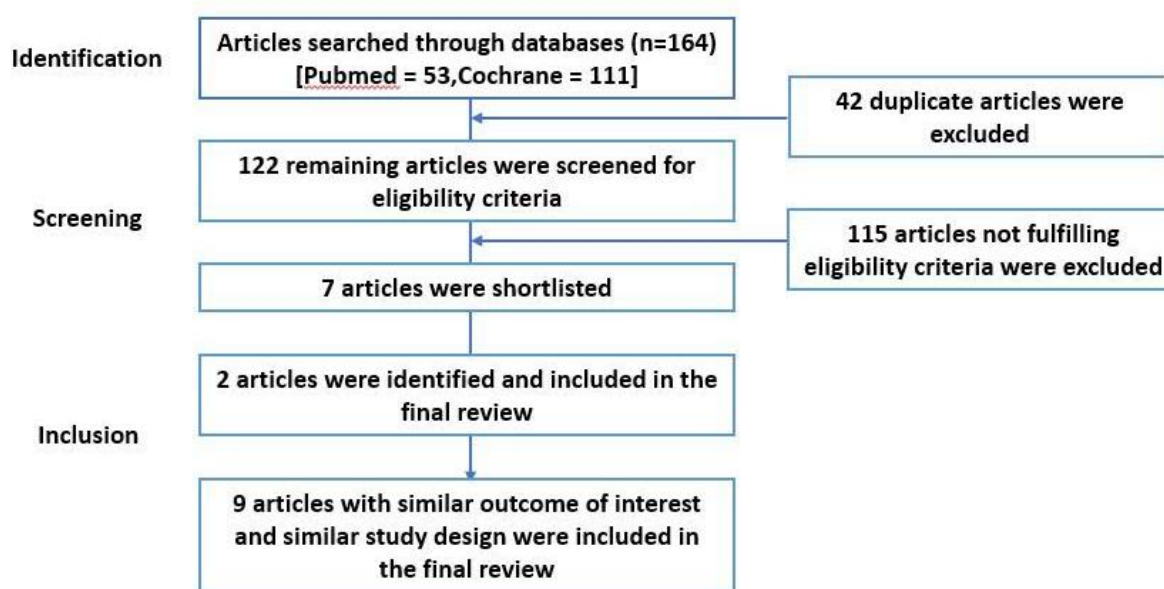 Identification
Articles searched through databases (n=164)
[Pubmed = 53,Cochrane = 111]
42 duplicate articles were
excluded
122 remaining articles were screened for
eligibility criteria
Screening
115 articles not fulfilling
eligibility criteria were excluded
7 articles were shortlisted
2 articles were identified and included in the
final review
Inclusion
9 articles with similar outcome of interest
and similar study design were included in
the final review